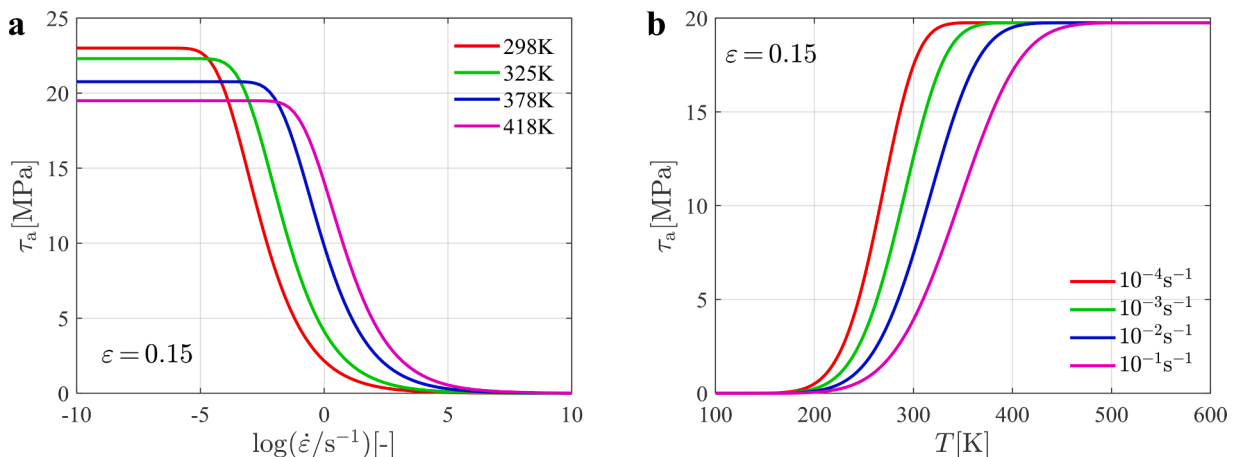 a
τa[MPa]
25
20
15
10
5
0
298K
325K
378K
418K
ε = 0.15
-10
-5
0
5
10
log(ε̇/s⁻¹)[-]
b
τa[MPa]
20
15
10
5
0
ε = 0.15
10⁻⁴s⁻¹
10⁻³s⁻¹
10⁻²s⁻¹
10⁻¹s⁻¹
100
200
300
400
500
600
T[K]